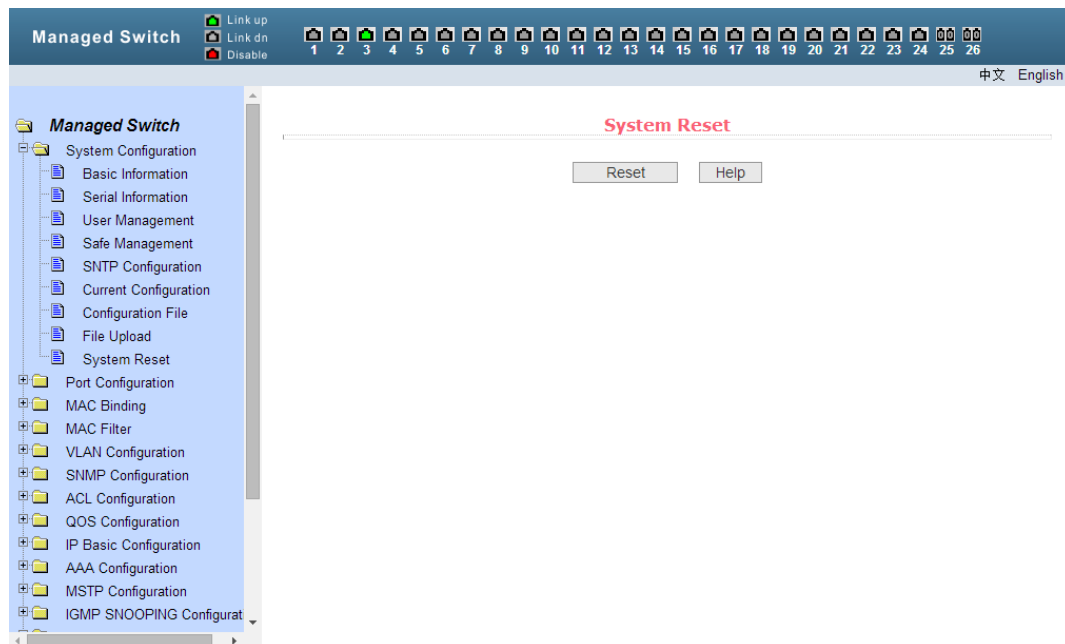 Managed Switch
Link up
Link dn
Disable
1 2 3 4 5 6 7 8 9 10 11 12 13 14 15 16 17 18 19 20 21 22 23 24 25 26
中文 English
Managed Switch
System Configuration
Basic Information
Serial Information
User Management
Safe Management
SNTP Configuration
Current Configuration
Configuration File
File Upload
System Reset
Port Configuration
MAC Binding
MAC Filter
VLAN Configuration
SNMP Configuration
ACL Configuration
QOS Configuration
IP Basic Configuration
AAA Configuration
MSTP Configuration
IGMP SNOOPING Configurat
System Reset
Reset Help